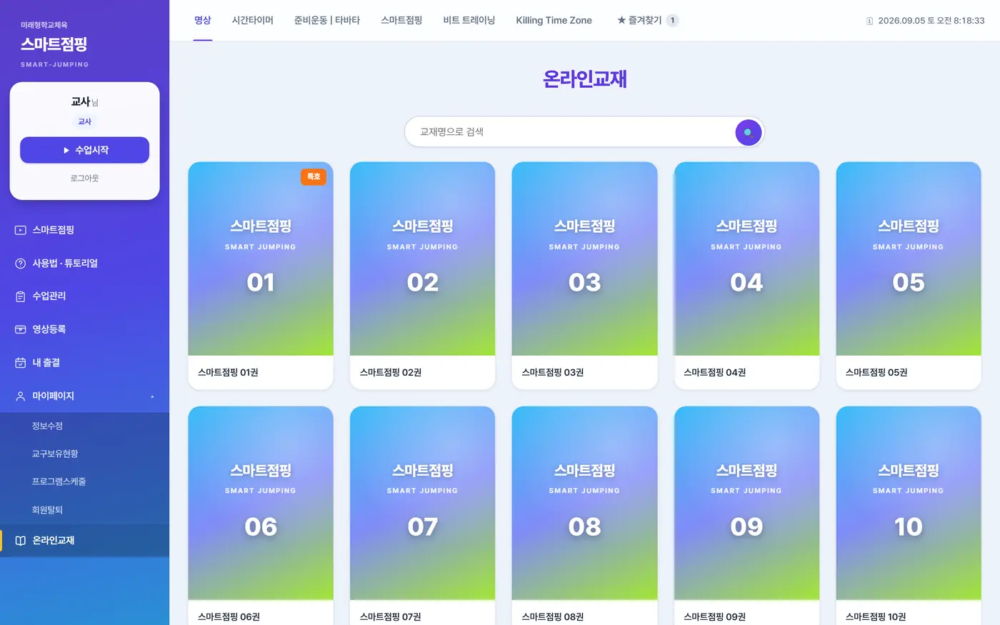 미래형학교체육
스마트점핑
SMART-JUMPING
교사님
교사
▶ 수업시작
로그아웃
스마트점핑
사용법 · 튜토리얼
수업관리
영상등록
내 출결
마이페이지
정보수정
교구보유현황
프로그램스케줄
회원탈퇴
온라인교재
명상 시간타이머 준비운동 | 타바타 스마트점핑 비트 트레이닝 Killing Time Zone ★ 즐겨찾기 1
2026.09.05 토 오전 8:18:33
온라인교재
교재명으로 검색
특호
스마트점핑
SMART JUMPING
01
스마트점핑 01권
스마트점핑
SMART JUMPING
02
스마트점핑 02권
스마트점핑
SMART JUMPING
03
스마트점핑 03권
스마트점핑
SMART JUMPING
04
스마트점핑 04권
스마트점핑
SMART JUMPING
05
스마트점핑 05권
스마트점핑
SMART JUMPING
06
스마트점핑 06권
스마트점핑
SMART JUMPING
07
스마트점핑 07권
스마트점핑
SMART JUMPING
08
스마트점핑 08권
스마트점핑
SMART JUMPING
09
스마트점핑 09권
스마트점핑
SMART JUMPING
10
스마트점핑 10권